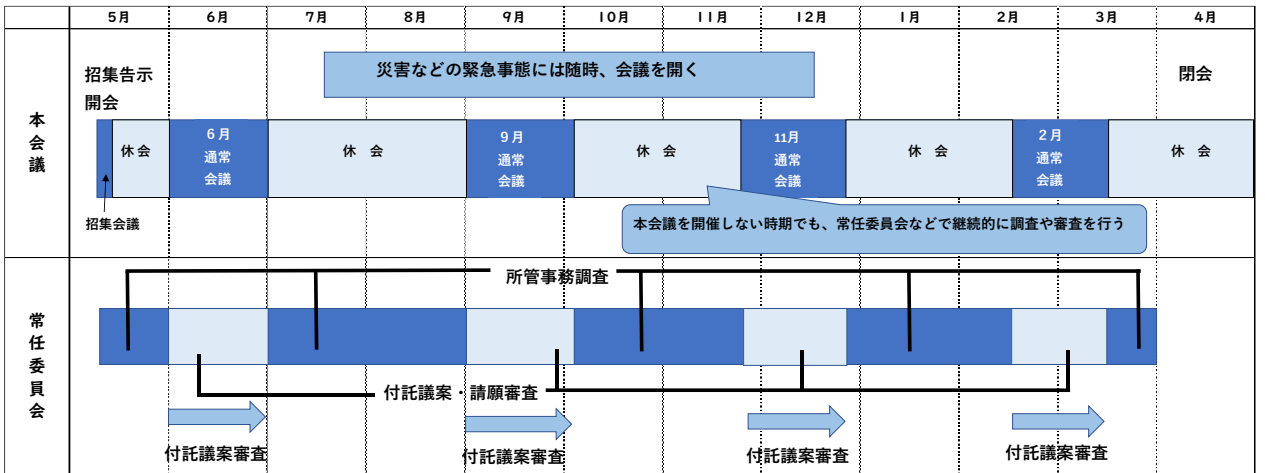 5月 6月 7月 8月 9月 10月 11月 12月 1月 2月 3月 4月
本会議
災害などの緊急事態には随時、会議を開く
招集告示
開会
閉会
休会
6月
通常
会議
休 会
9月
通常
会議
休 会
11月
通常
会議
休 会
2月
通常
会議
休 会
招集会議
本会議を開催しない時期でも、常任委員会などで継続的に調査や審査を行う
常任委員会
所管事務調査
付託議案・請願審査
付託議案審査
付託議案審査
付託議案審査
付託議案審査